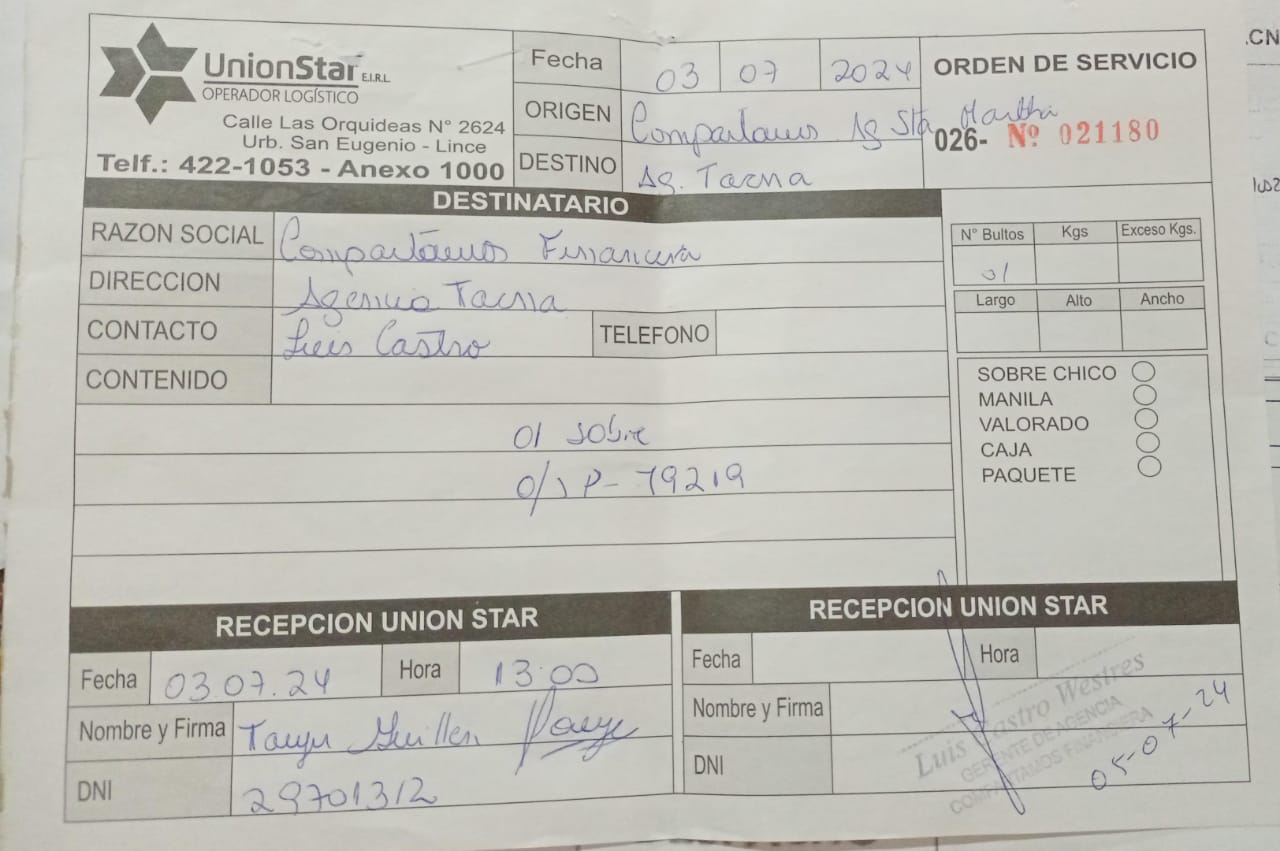 UnionStar E.I.R.L.
OPERADOR LOGÍSTICO
Calle Las Orquideas N° 2624
Urb. San Eugenio - Lince
Telf.: 422-1053 - Anexo 1000
Fecha 03 07 2024
ORIGEN Compartamos Ag Sta Martha
DESTINO Ag. Tacna
ORDEN DE SERVICIO
026- Nº 021180
DESTINATARIO
RAZON SOCIAL Compartamos Financiera
DIRECCION Agencia Tacna
CONTACTO Luis Castro TELEFONO
CONTENIDO
01 sobre
O/S P- 79219
N° Bultos Kgs Exceso Kgs.
01
Largo Alto Ancho
SOBRE CHICO
MANILA
VALORADO
CAJA
PAQUETE
RECEPCION UNION STAR
Fecha 03.07.24 Hora 13:00
Nombre y Firma Guillen
DNI 29701312
RECEPCION UNION STAR
Fecha Hora
Nombre y Firma
DNI
Luis Castro Westres
GERENTE DE AGENCIA
COMPARTAMOS FINANCIERA
05-07-24